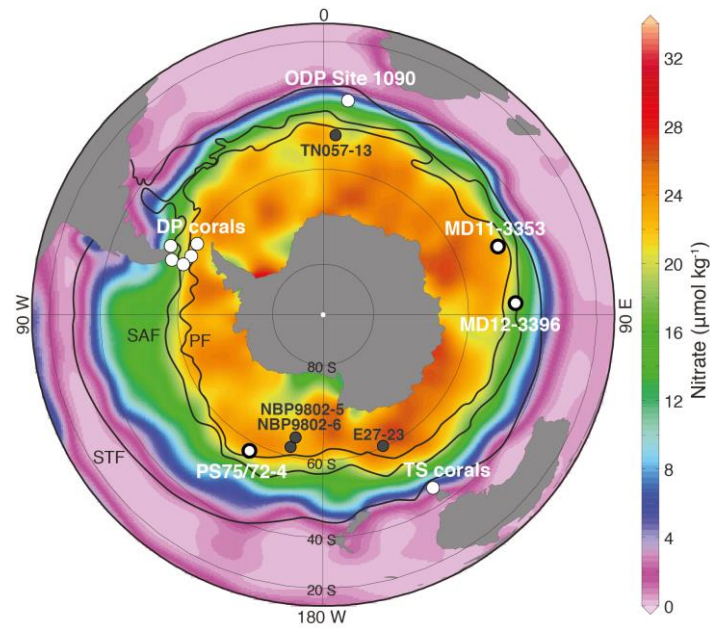 0
ODP Site 1090
TN057-13
DP corals
MD11-3353
90 W
SAF
PF
MD12-3396
90 E
80 S
NBP9802-5
NBP9802-6
E27-23
STF
PS75/72-4
60 S
TS corals
40 S
20 S
180 W
32
28
24
20
16
12
8
4
0
Nitrate (µmol kg⁻¹)